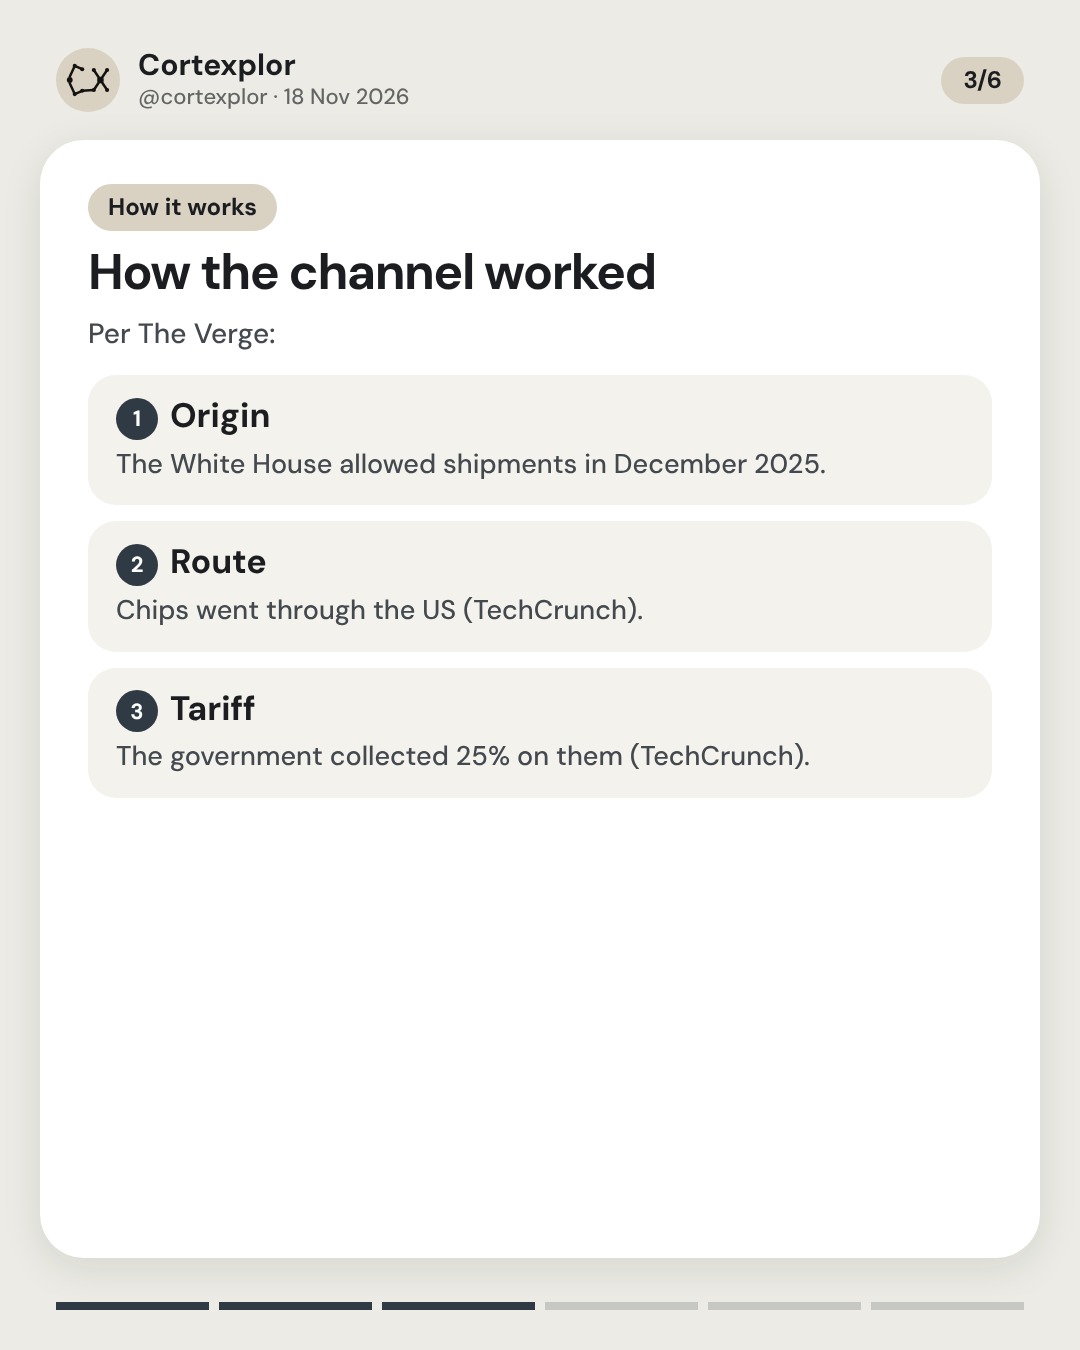 Cortexplor
@cortexplor · 18 Nov 2026
3/6
How it works
How the channel worked
Per The Verge:
1 Origin
The White House allowed shipments in December 2025.
2 Route
Chips went through the US (TechCrunch).
3 Tariff
The government collected 25% on them (TechCrunch).